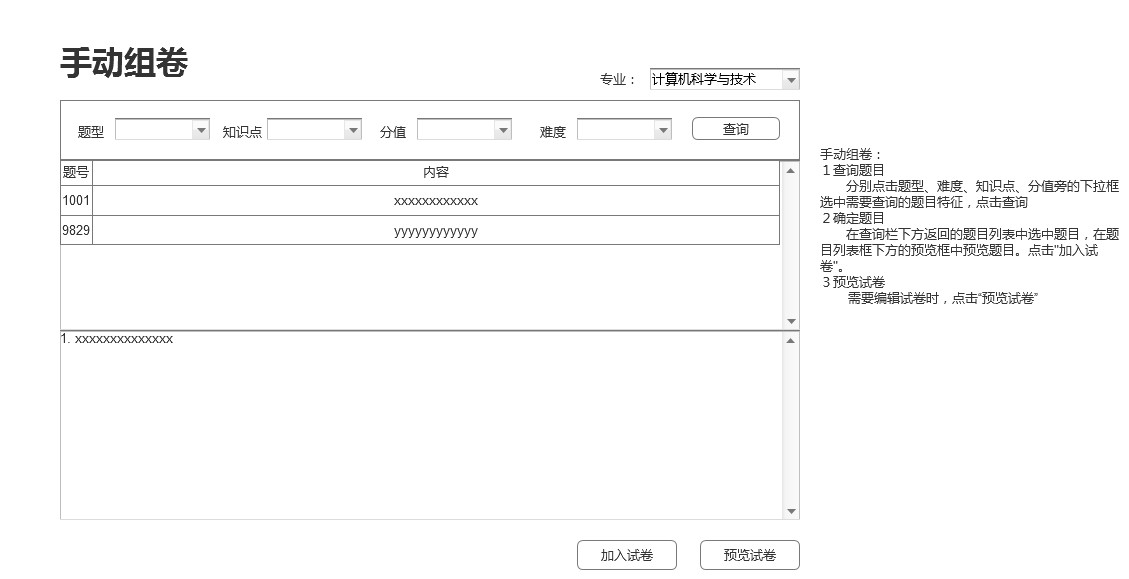 手动组卷
专业： 计算机科学与技术
题型 知识点 分值 难度 查询
题号 内容
1001 xxxxxxxxxxxx
9829 yyyyyyyyyyyy
1. xxxxxxxxxxxxxx
加入试卷 预览试卷
手动组卷：
1 查询题目
分别点击题型、难度、知识点、分值旁的下拉框
选中需要查询的题目特征，点击查询
2 确定题目
在查询栏下方返回的题目列表中选中题目，在题
目列表框下方的预览框中预览题目。点击"加入试
卷"。
3 预览试卷
需要编辑试卷时，点击“预览试卷”